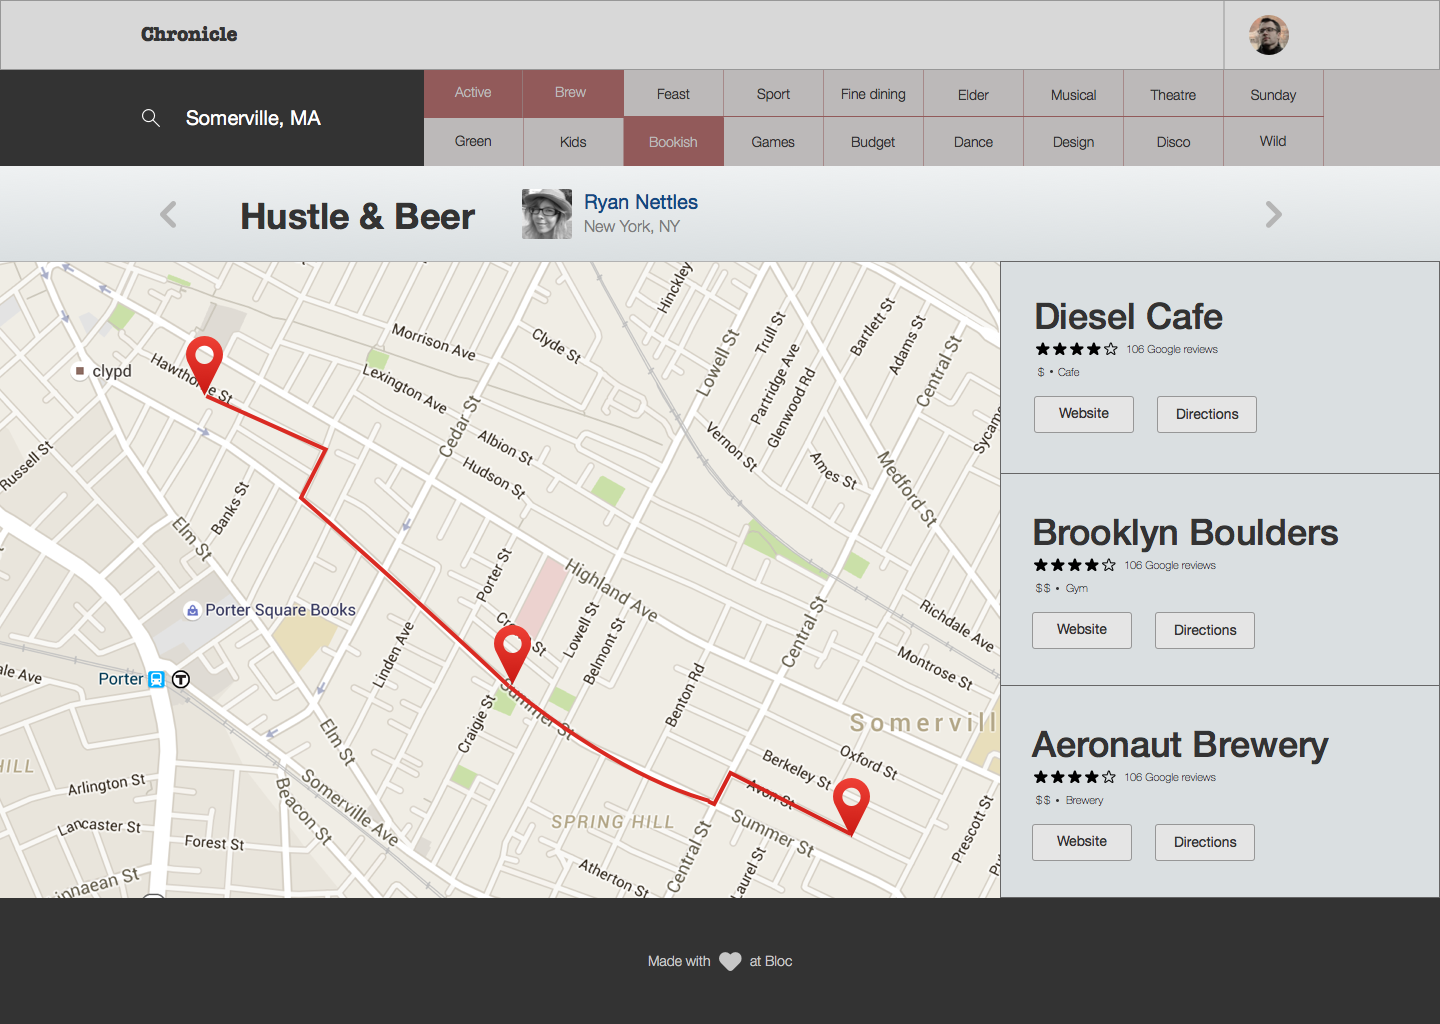 Chronicle
Somerville, MA
Active Brew Feast Sport Fine dining Elder Musical Theatre Sunday
Green Kids Bookish Games Budget Dance Design Disco Wild
Hustle & Beer
Ryan Nettles
New York, NY
Hinckley
Morrison Ave
Clyde St
Lowell St
Trull St
Bartlett St
Adams St
Central St
Partridge Ave
Glenwood Rd
clypd
Hawthorne St
Lexington Ave
Cedar St
Albion St
Hudson St
Vernon St
Ames St
Medford St
Russell St
Banks St
Elm St
Porter St
Highland Ave
Lowell St
Belmont St
Central St
Richdale Ave
Montrose St
Porter Square Books
Linden Ave
Porter
T
Summer St
Craigie St
Benton Rd
Somervill
Elm St
Berkeley St
Oxford St
Avon St
HILL
Arlington St
Somerville Ave
Beacon St
Lancaster St
Forest St
SPRING HILL
Summer St
Central St
Prescott St
Laurel St
Atherton St
nnaean St
Diesel Cafe
106 Google reviews
$ • Cafe
Website Directions
Brooklyn Boulders
106 Google reviews
$$ • Gym
Website Directions
Aeronaut Brewery
106 Google reviews
$$ • Brewery
Website Directions
Made with at Bloc